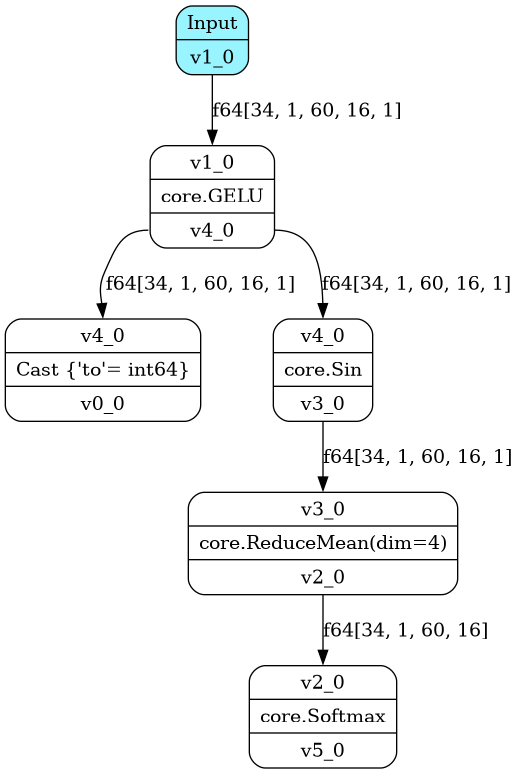 Input
v1_0
f64[34, 1, 60, 16, 1]
v1_0
core.GELU
v4_0
f64[34, 1, 60, 16, 1]
f64[34, 1, 60, 16, 1]
v4_0
Cast {'to'= int64}
v0_0
v4_0
core.Sin
v3_0
f64[34, 1, 60, 16, 1]
v3_0
core.ReduceMean(dim=4)
v2_0
f64[34, 1, 60, 16]
v2_0
core.Softmax
v5_0